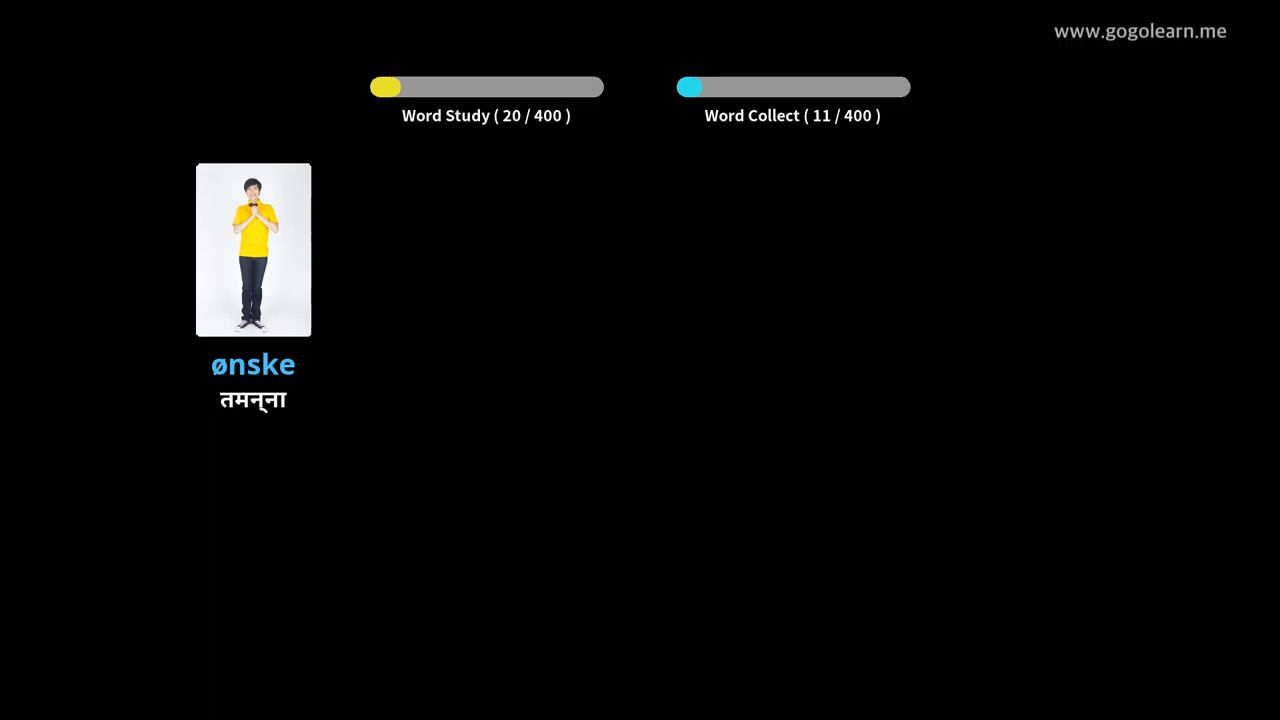 www.gogolearn.me
Word Study ( 20 / 400 )
Word Collect ( 11 / 400 )
ønske
तमन्‌ना